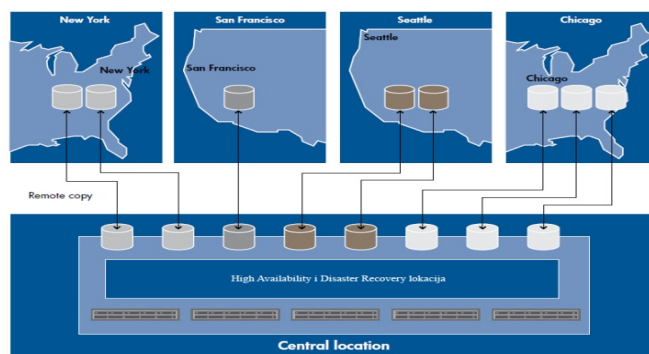 New York
San Francisco
Seattle
Chicago
New York
San Francisco
Seattle
Chicago
Remote copy
High Availability i Disaster Recovery lokacija
Central location